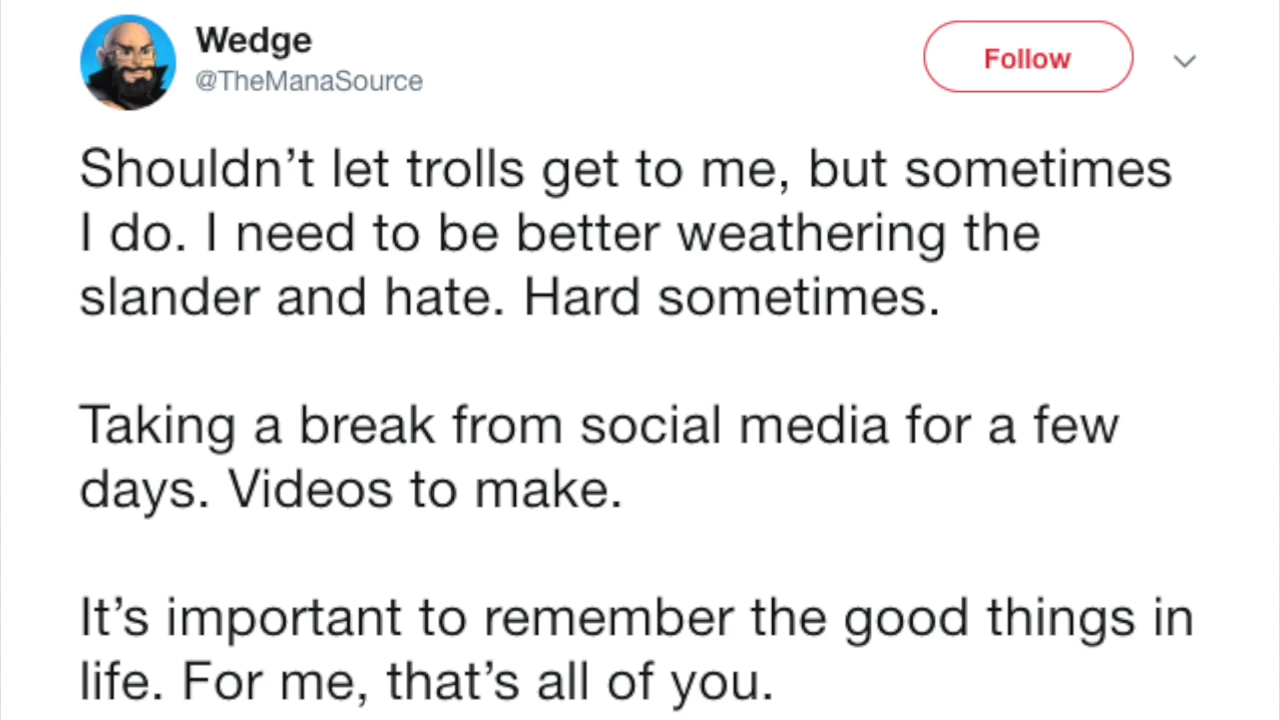 Wedge
@TheManaSource
Follow
Shouldn’t let trolls get to me, but sometimes
I do. I need to be better weathering the
slander and hate. Hard sometimes.
Taking a break from social media for a few
days. Videos to make.
It’s important to remember the good things in
life. For me, that’s all of you.